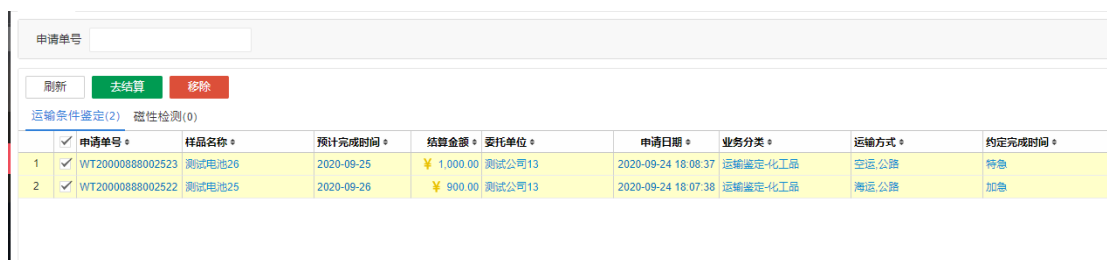 申请单号
刷新 去结算 移除
运输条件鉴定(2) 磁性检测(0)
申请单号 样品名称 预计完成时间 结算金额 委托单位 申请日期 业务分类 运输方式 约定完成时间
1 WT20000888002523 测试电池26 2020-09-25 ¥ 1,000.00 测试公司13 2020-09-24 18:08:37 运输鉴定-化工品 空运,公路 特急
2 WT20000888002522 测试电池25 2020-09-26 ¥ 900.00 测试公司13 2020-09-24 18:07:38 运输鉴定-化工品 海运,公路 加急